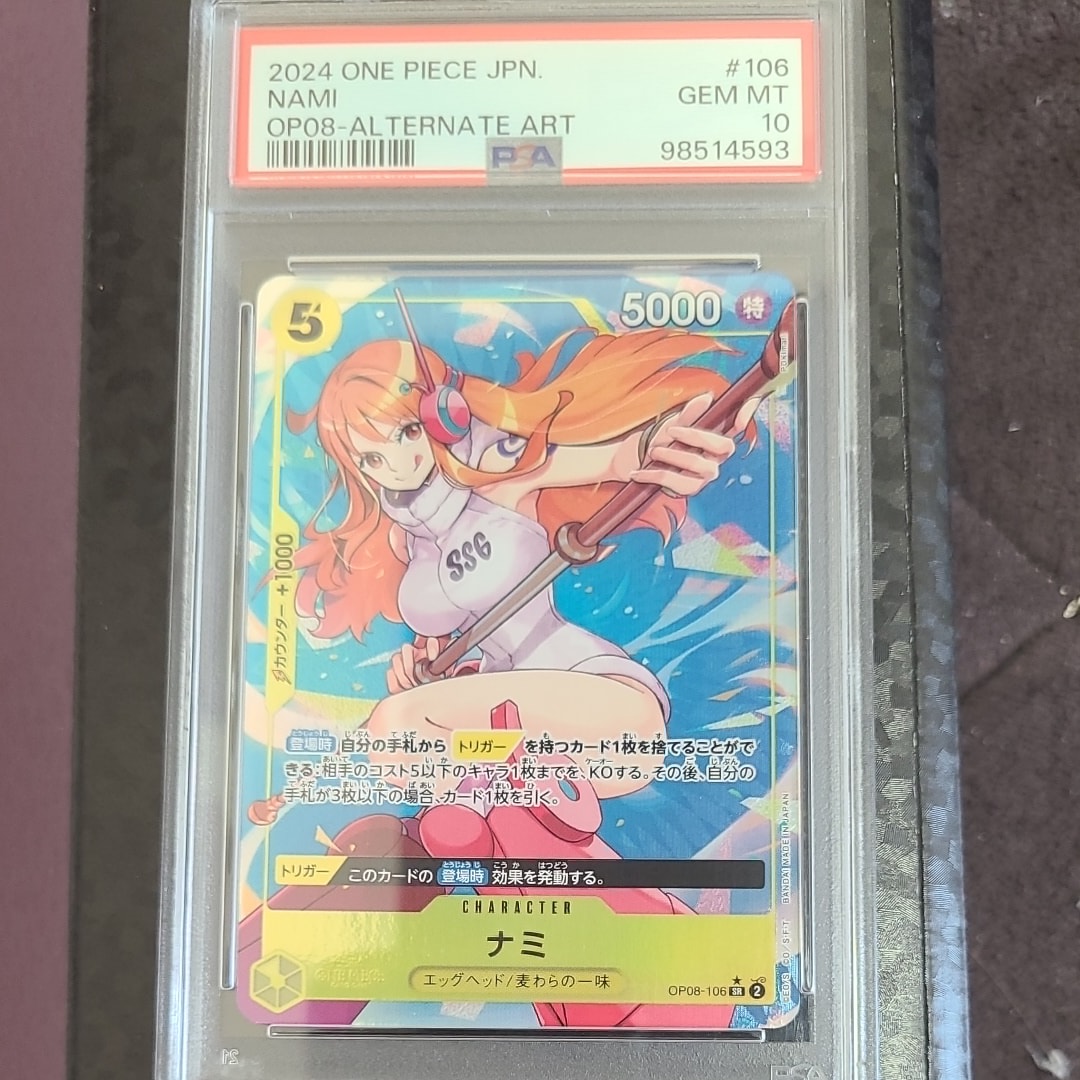 2024 ONE PIECE JPN.
#106
NAMI
GEM MT
OP08-ALTERNATE ART
10
PSA
98514593
5
5000 特
SSG
カウンター +1000
登場時 自分の手札から トリガー を持つカード1枚を捨てることがで
きる:相手のコスト5以下のキャラ1枚までを、KOする。その後、自分の
手札が3枚以下の場合、カード1枚を引く。
トリガー このカードの 登場時 効果を発動する。
CHARACTER
ナミ
エッグヘッド/麦わらの一味
OP08-106 SR 2
BANDAI MADE IN JAPAN